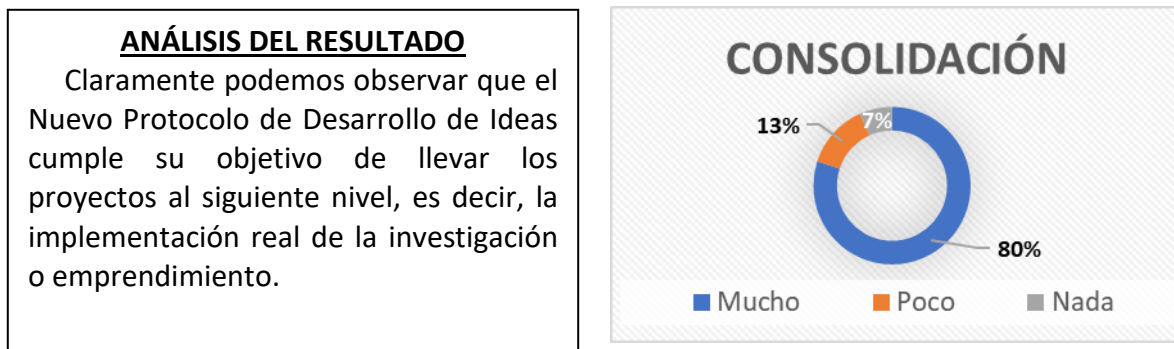 ANÁLISIS DEL RESULTADO
Claramente podemos observar que el
Nuevo Protocolo de Desarrollo de Ideas
cumple su objetivo de llevar los
proyectos al siguiente nivel, es decir, la
implementación real de la investigación
o emprendimiento.
CONSOLIDACIÓN
7%
13%
80%
Mucho Poco Nada